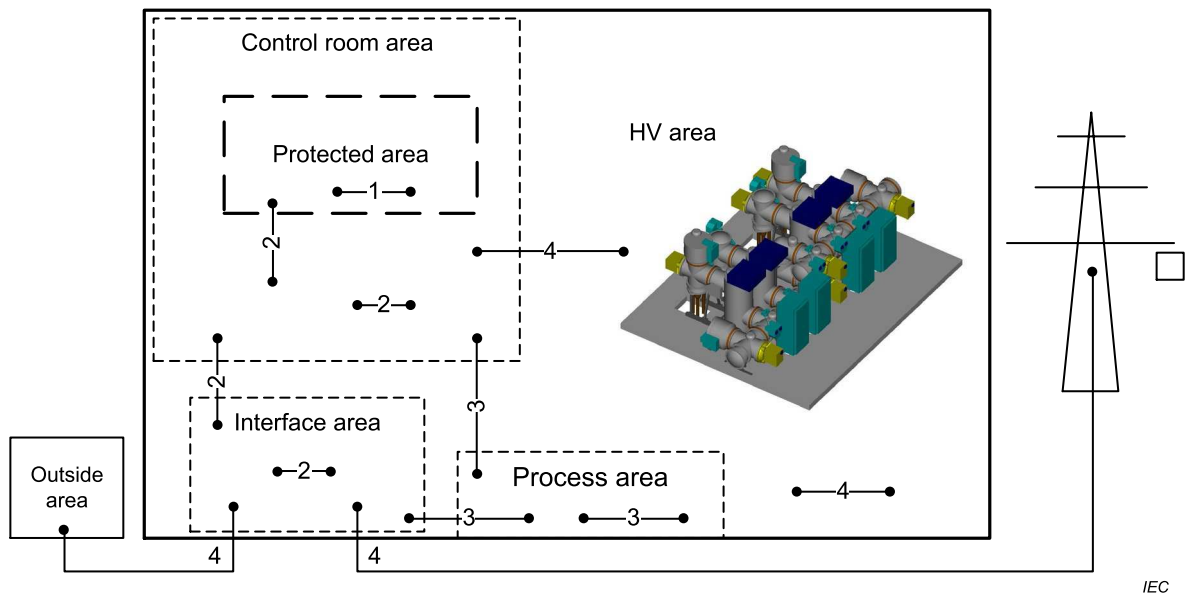 Control room area
HV area
Protected area
1
2
4
2
2
3
Interface area
2
Process area
Outside
area
4
3
3
4
4
IEC